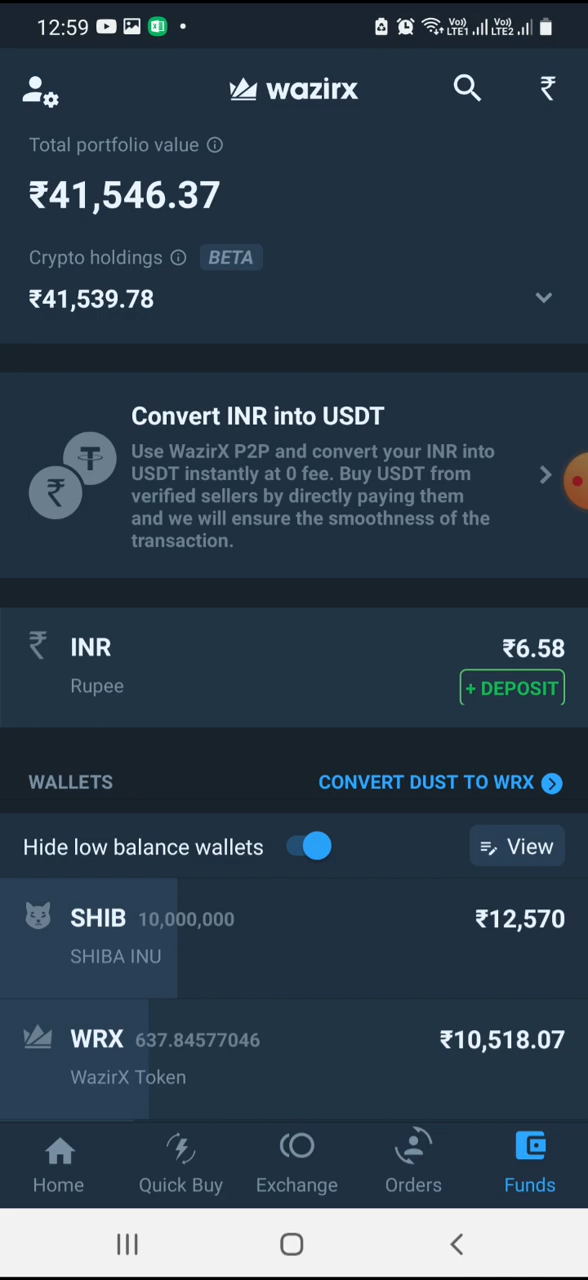 12:59 Vo)) LTE1 Vo)) LTE2
wazirx ₹
Total portfolio value
₹41,546.37
Crypto holdings BETA
₹41,539.78
Convert INR into USDT
Use WazirX P2P and convert your INR into
USDT instantly at 0 fee. Buy USDT from
verified sellers by directly paying them
and we will ensure the smoothness of the
transaction.
₹ INR ₹6.58
Rupee + DEPOSIT
WALLETS CONVERT DUST TO WRX
Hide low balance wallets View
SHIB 10,000,000 ₹12,570
SHIBA INU
WRX 637.84577046 ₹10,518.07
WazirX Token
Home Quick Buy Exchange Orders Funds